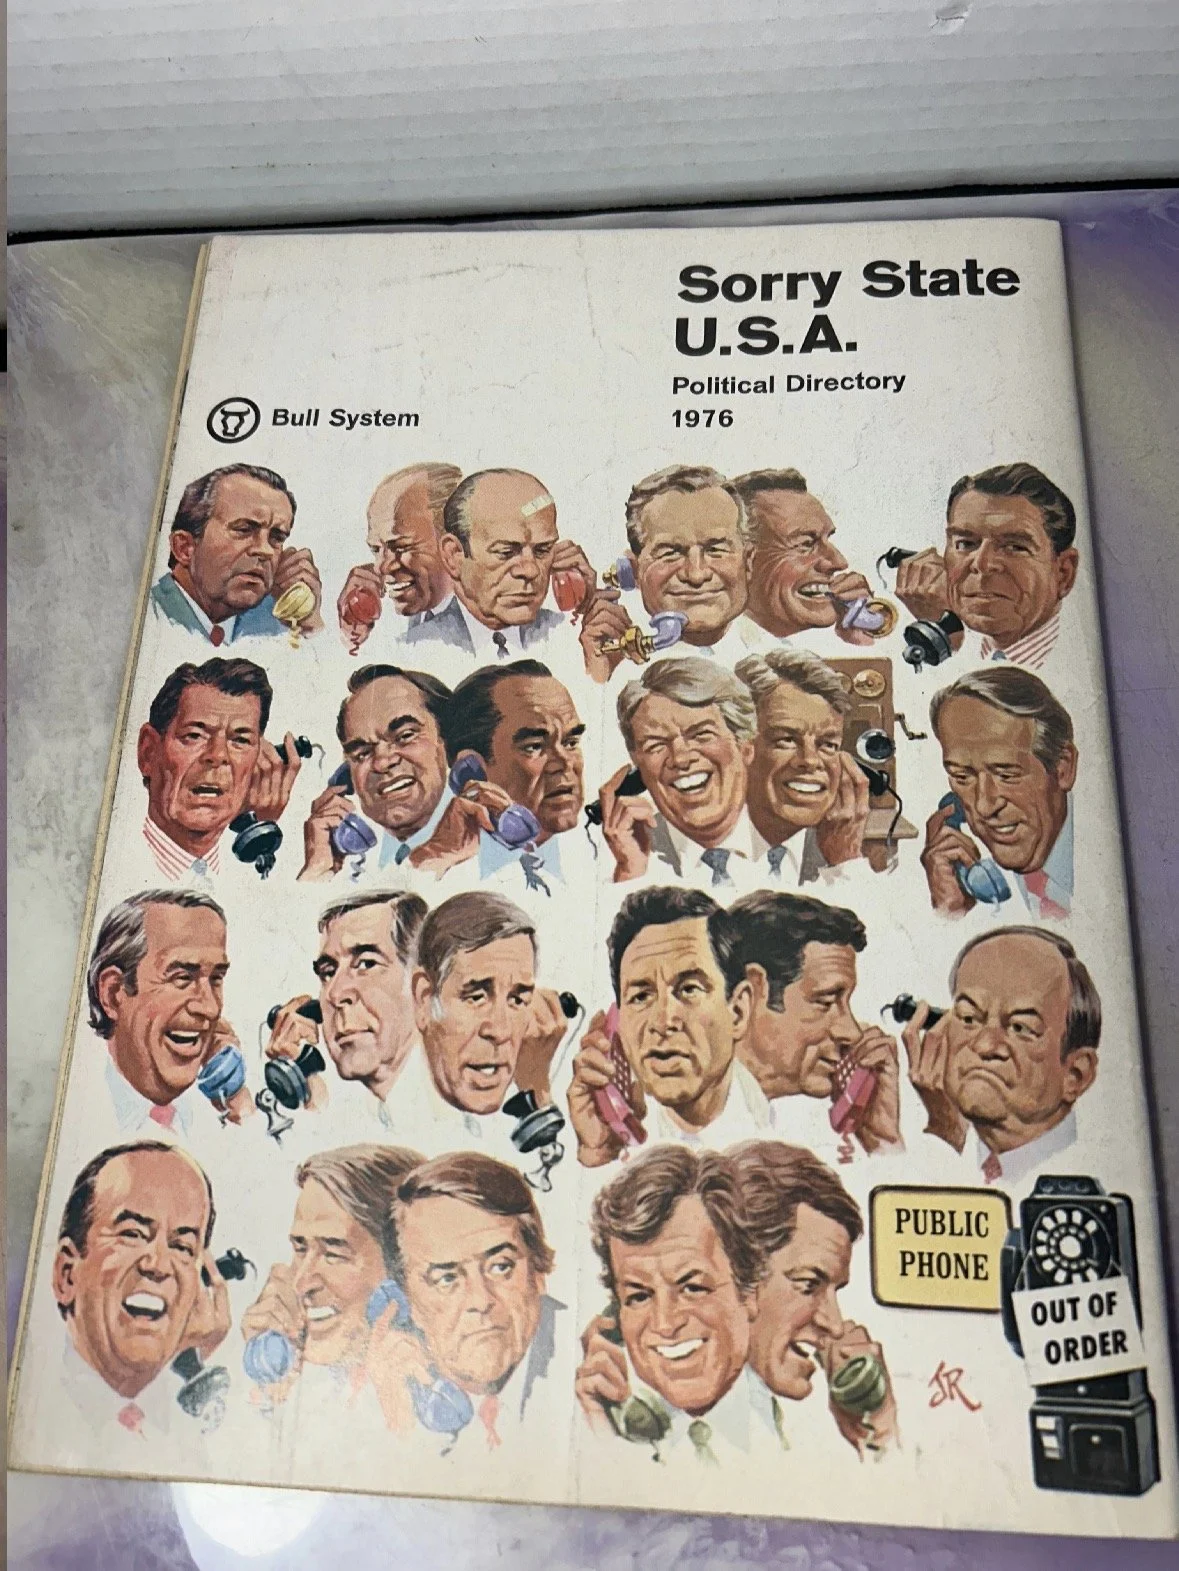 Sorry State
U.S.A.
Political Directory
1976
Bull System
PUBLIC
PHONE
OUT OF
ORDER
JR